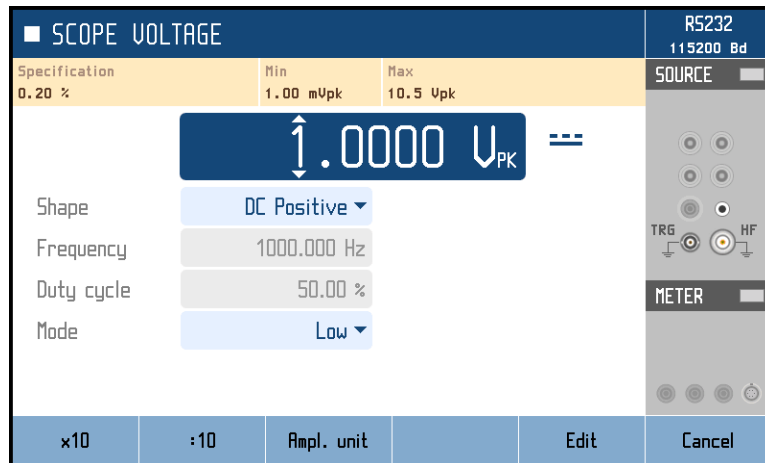 SCOPE VOLTAGE
RS232
115200 Bd
Specification
0.20 %
Min
1.00 mVpk
Max
10.5 Vpk
SOURCE
1.0000 VPK
Shape
DC Positive
Frequency
1000.000 Hz
Duty cycle
50.00 %
Mode
Low
TRG
HF
METER
x10
:10
Ampl. unit
Edit
Cancel